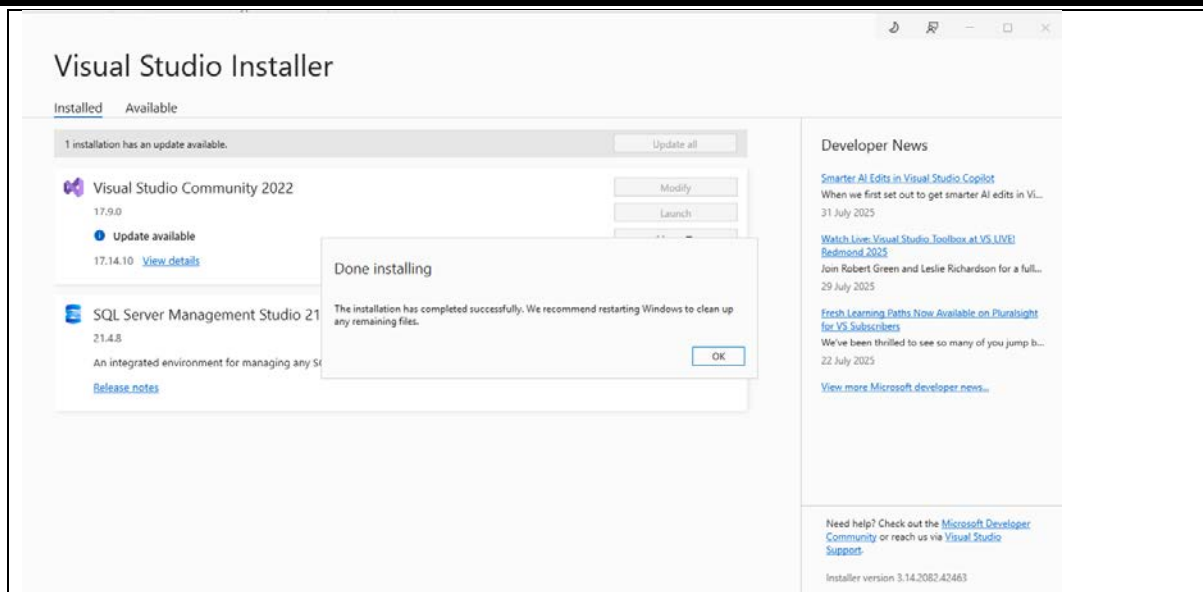 Visual Studio Installer
Installed Available
1 installation has an update available.
Update all
Visual Studio Community 2022
Modify
17.9.0
Launch
Update available
17.14.10 View details
Done installing
The installation has completed successfully. We recommend restarting Windows to clean up
any remaining files.
OK
SQL Server Management Studio 21
21.4.8
An integrated environment for managing any
Release notes
Developer News
Smarter AI Edits in Visual Studio Copilot
When we first set out to get smarter AI edits in Vi...
31 July 2025
Watch Live: Visual Studio Toolbox at VS LIVE!
Redmond 2025
Join Robert Green and Leslie Richardson for a full...
29 July 2025
Fresh Learning Paths Now Available on Pluralsight
for VS Subscribers
We've been thrilled to see so many of you jump b...
22 July 2025
View more Microsoft developer news...
Need help? Check out the Microsoft Developer
Community or reach us via Visual Studio
Support.
Installer version 3.14.2082.42463